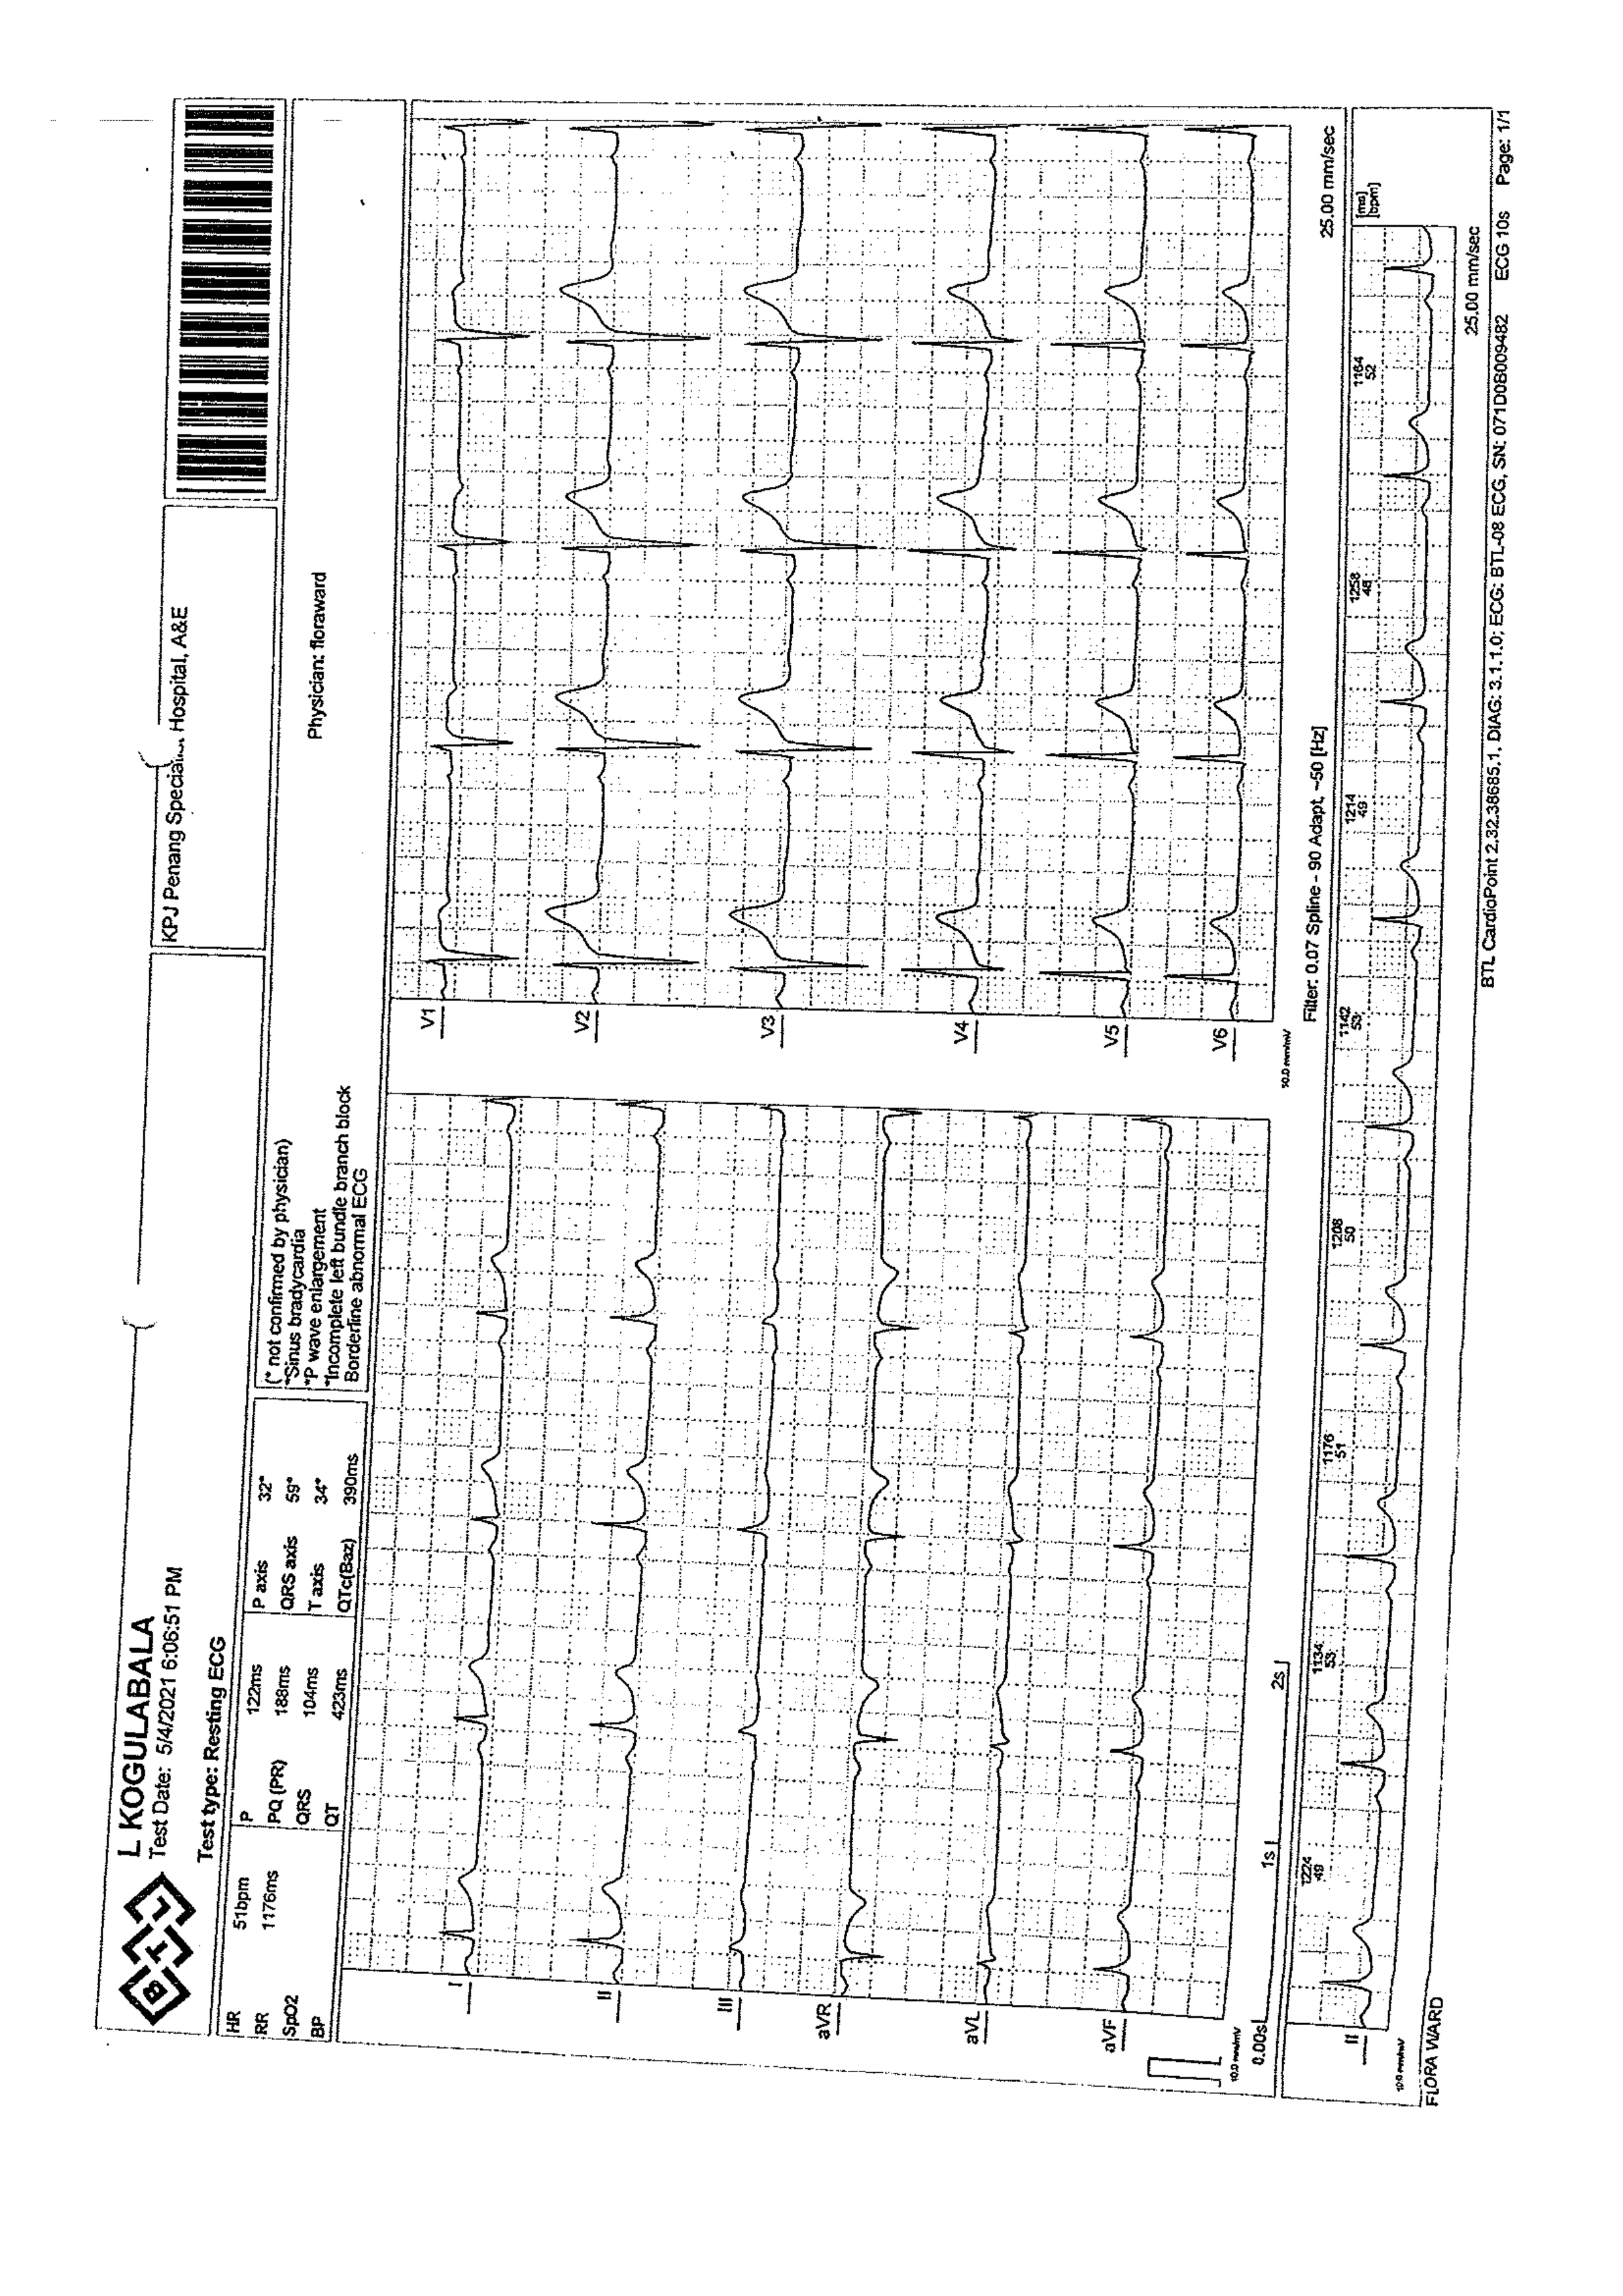 BTL
L KOGULABALA
Test Date: 5/4/2021 6:06:51 PM
KPJ Penang Specialist Hospital, A&E
Test type: Resting ECG
Physician: floraward
HR 51bpm
RR 1176ms
SpO2
BP
P 122ms
PQ (PR) 188ms
QRS 104ms
QT 423ms
P axis 32°
QRS axis 59°
T axis 34°
QTc(Baz) 390ms
(* not confirmed by physician)
*Sinus bradycardia
*P wave enlargement
*Incomplete left bundle branch block
Borderline abnormal ECG
I
II
III
aVR
aVL
aVF
V1
V2
V3
V4
V5
V6
10.0 mm/mV
10.0 mm/mV
0.00s 1s 2s
Filter: 0.07 Spline - 90 Adapt, ~50 [Hz]
25.00 mm/sec
II
1224 1134 1176 1208 1142 1214 1258 1164 [ms]
49 53 51 50 53 49 48 52 [bpm]
10.0 mm/mV
25.00 mm/sec
FLORA WARD
BTL CardioPoint 2.32.38685.1, DIAG: 3.1.1.0; ECG: BTL-08 ECG, SN: 071D0B009482 ECG 10s Page: 1/1